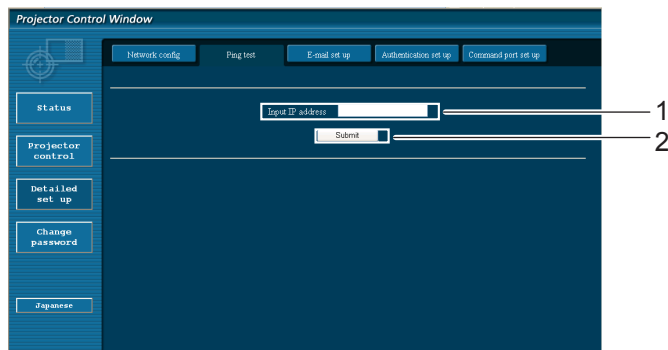 Projector Control Window
Network config
Ping test
E-mail set up
Authentication set up
Command port set up
Status
Projector
control
Detailed
set up
Change
password
Japanese
Input IP address
1
Submit
2